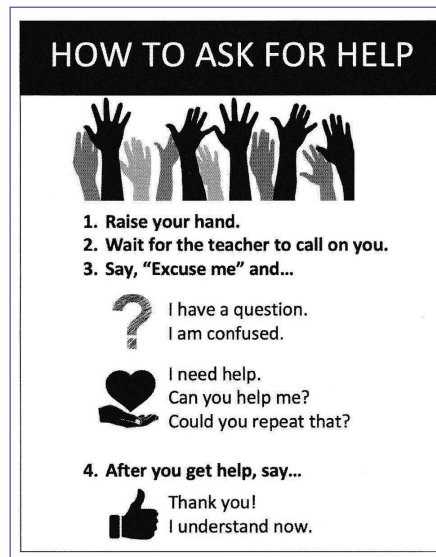 HOW TO ASK FOR HELP
1. Raise your hand.
2. Wait for the teacher to call on you.
3. Say, “Excuse me” and...
?
I have a question.
I am confused.
I need help.
Can you help me?
Could you repeat that?
4. After you get help, say...
Thank you!
I understand now.